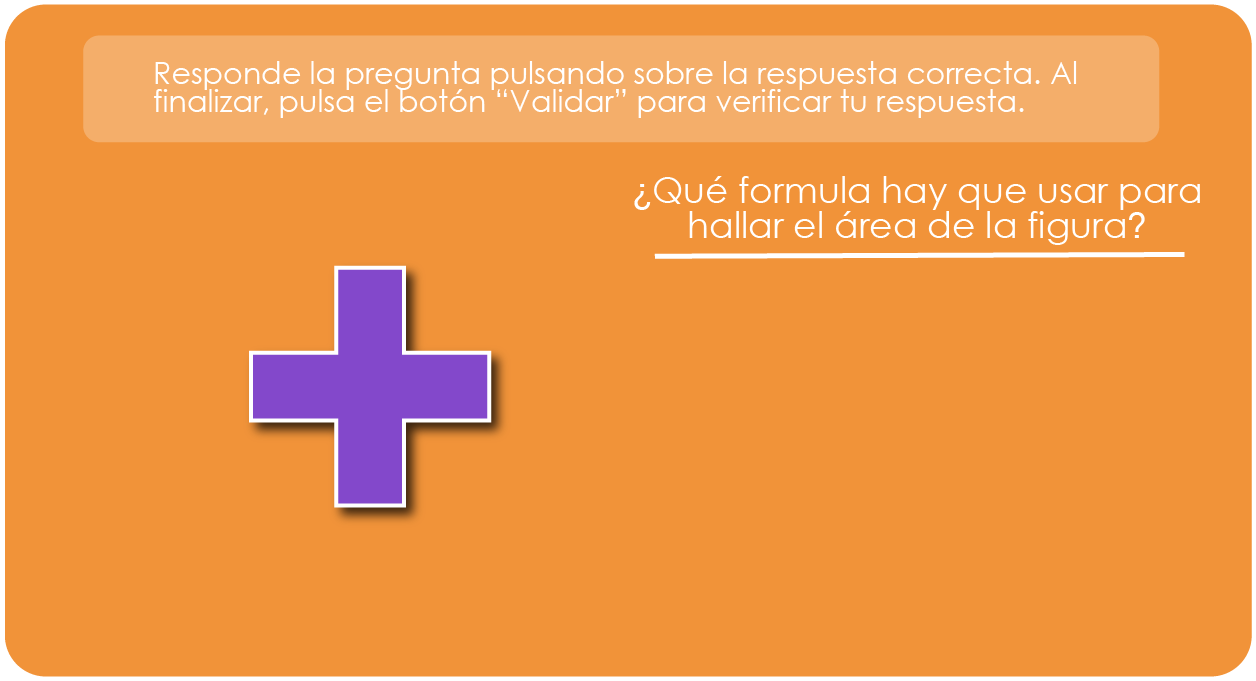 Responde la pregunta pulsando sobre la respuesta correcta. Al
finalizar, pulsa el botón “Validar” para verificar tu respuesta.
¿Qué formula hay que usar para
hallar el área de la figura?